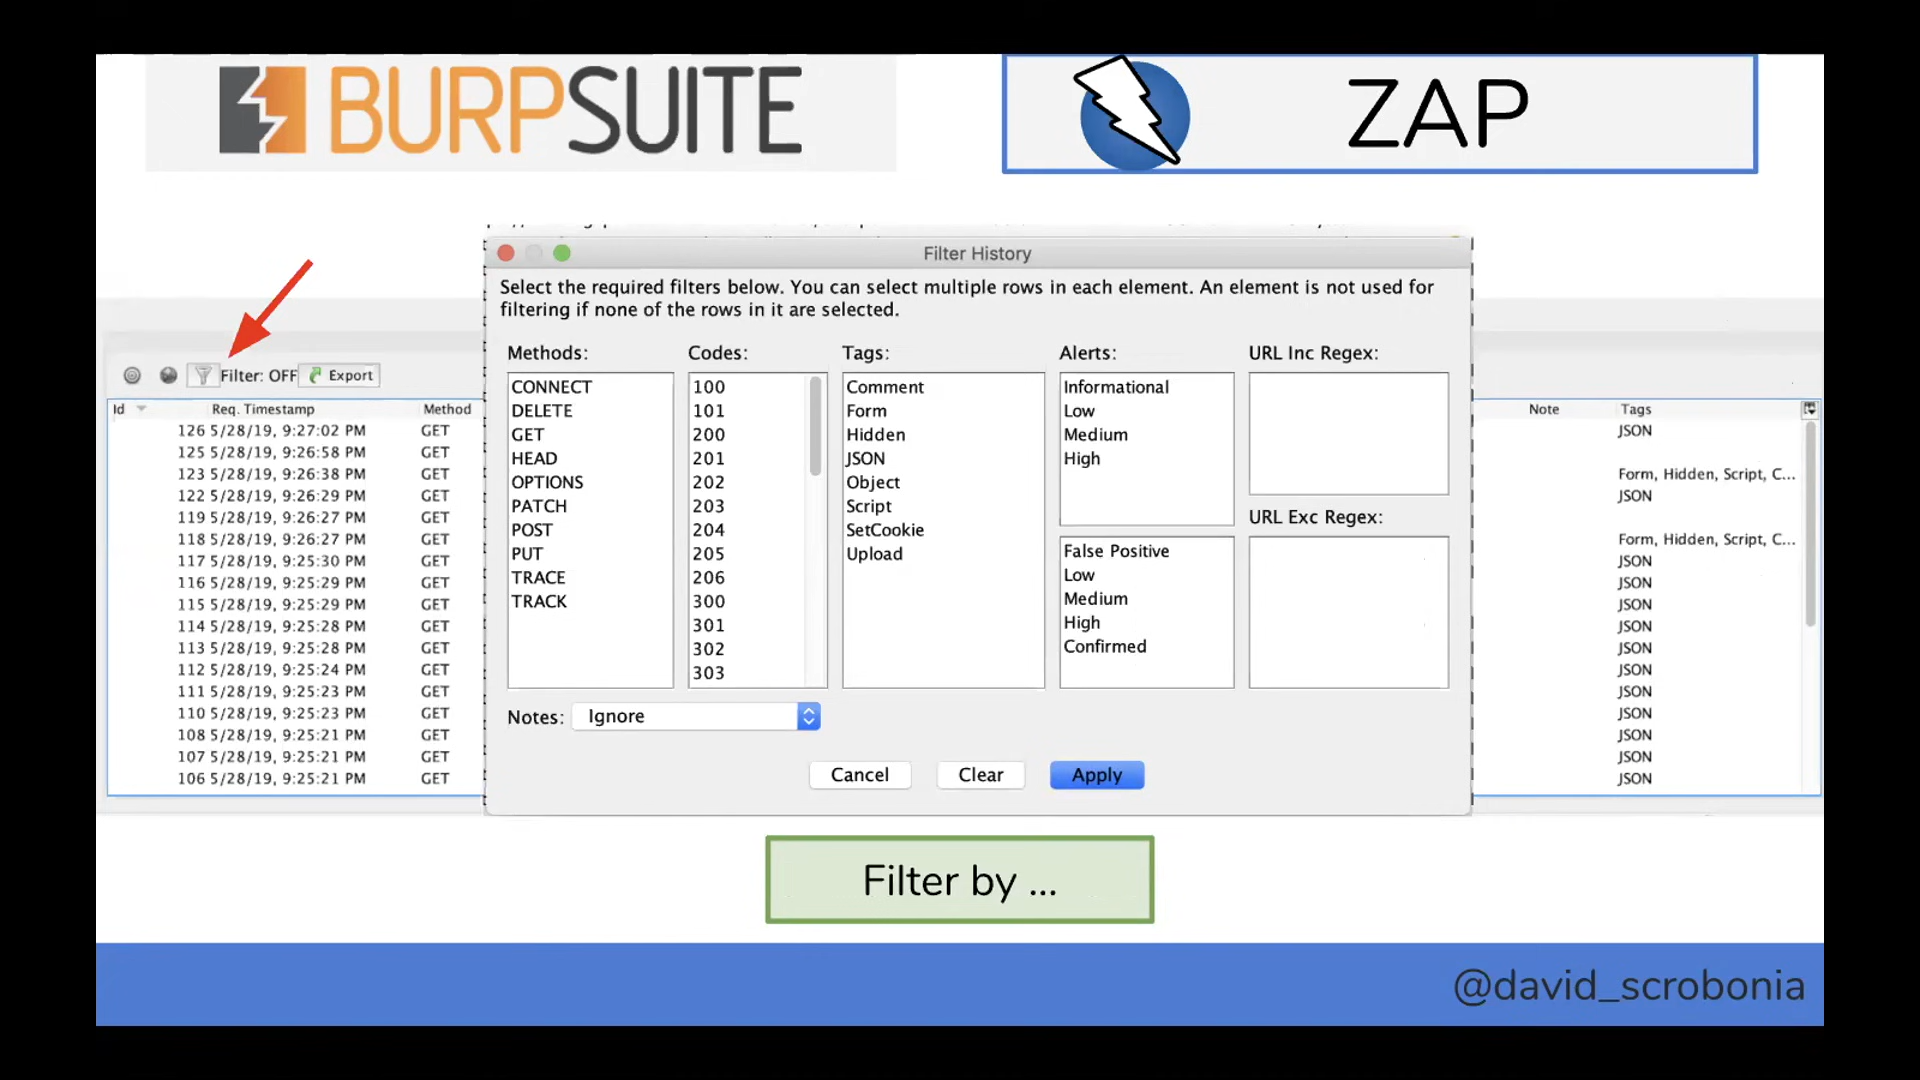 BURPSUITE
ZAP
Filter History
Select the required filters below. You can select multiple rows in each element. An element is not used for
filtering if none of the rows in it are selected.
Methods: Codes: Tags: Alerts: URL Inc Regex:
CONNECT
DELETE
GET
HEAD
OPTIONS
PATCH
POST
PUT
TRACE
TRACK
100
101
200
201
202
203
204
205
206
300
301
302
303
Comment
Form
Hidden
JSON
Object
Script
SetCookie
Upload
Informational
Low
Medium
High
False Positive
Low
Medium
High
Confirmed
URL Exc Regex:
Notes: Ignore
Cancel Clear Apply
Filter: OFF Export
Id Req. Timestamp Method Note Tags
126 5/28/19, 9:27:02 PM GET JSON
125 5/28/19, 9:26:58 PM GET
123 5/28/19, 9:26:38 PM GET Form, Hidden, Script, C...
122 5/28/19, 9:26:29 PM GET JSON
119 5/28/19, 9:26:27 PM GET
118 5/28/19, 9:26:27 PM GET Form, Hidden, Script, C...
117 5/28/19, 9:25:30 PM GET JSON
116 5/28/19, 9:25:29 PM GET JSON
115 5/28/19, 9:25:29 PM GET JSON
114 5/28/19, 9:25:28 PM GET JSON
113 5/28/19, 9:25:28 PM GET JSON
112 5/28/19, 9:25:24 PM GET JSON
111 5/28/19, 9:25:23 PM GET JSON
110 5/28/19, 9:25:23 PM GET JSON
108 5/28/19, 9:25:21 PM GET JSON
107 5/28/19, 9:25:21 PM GET JSON
106 5/28/19, 9:25:21 PM GET JSON
Filter by ...
@david_scrobonia